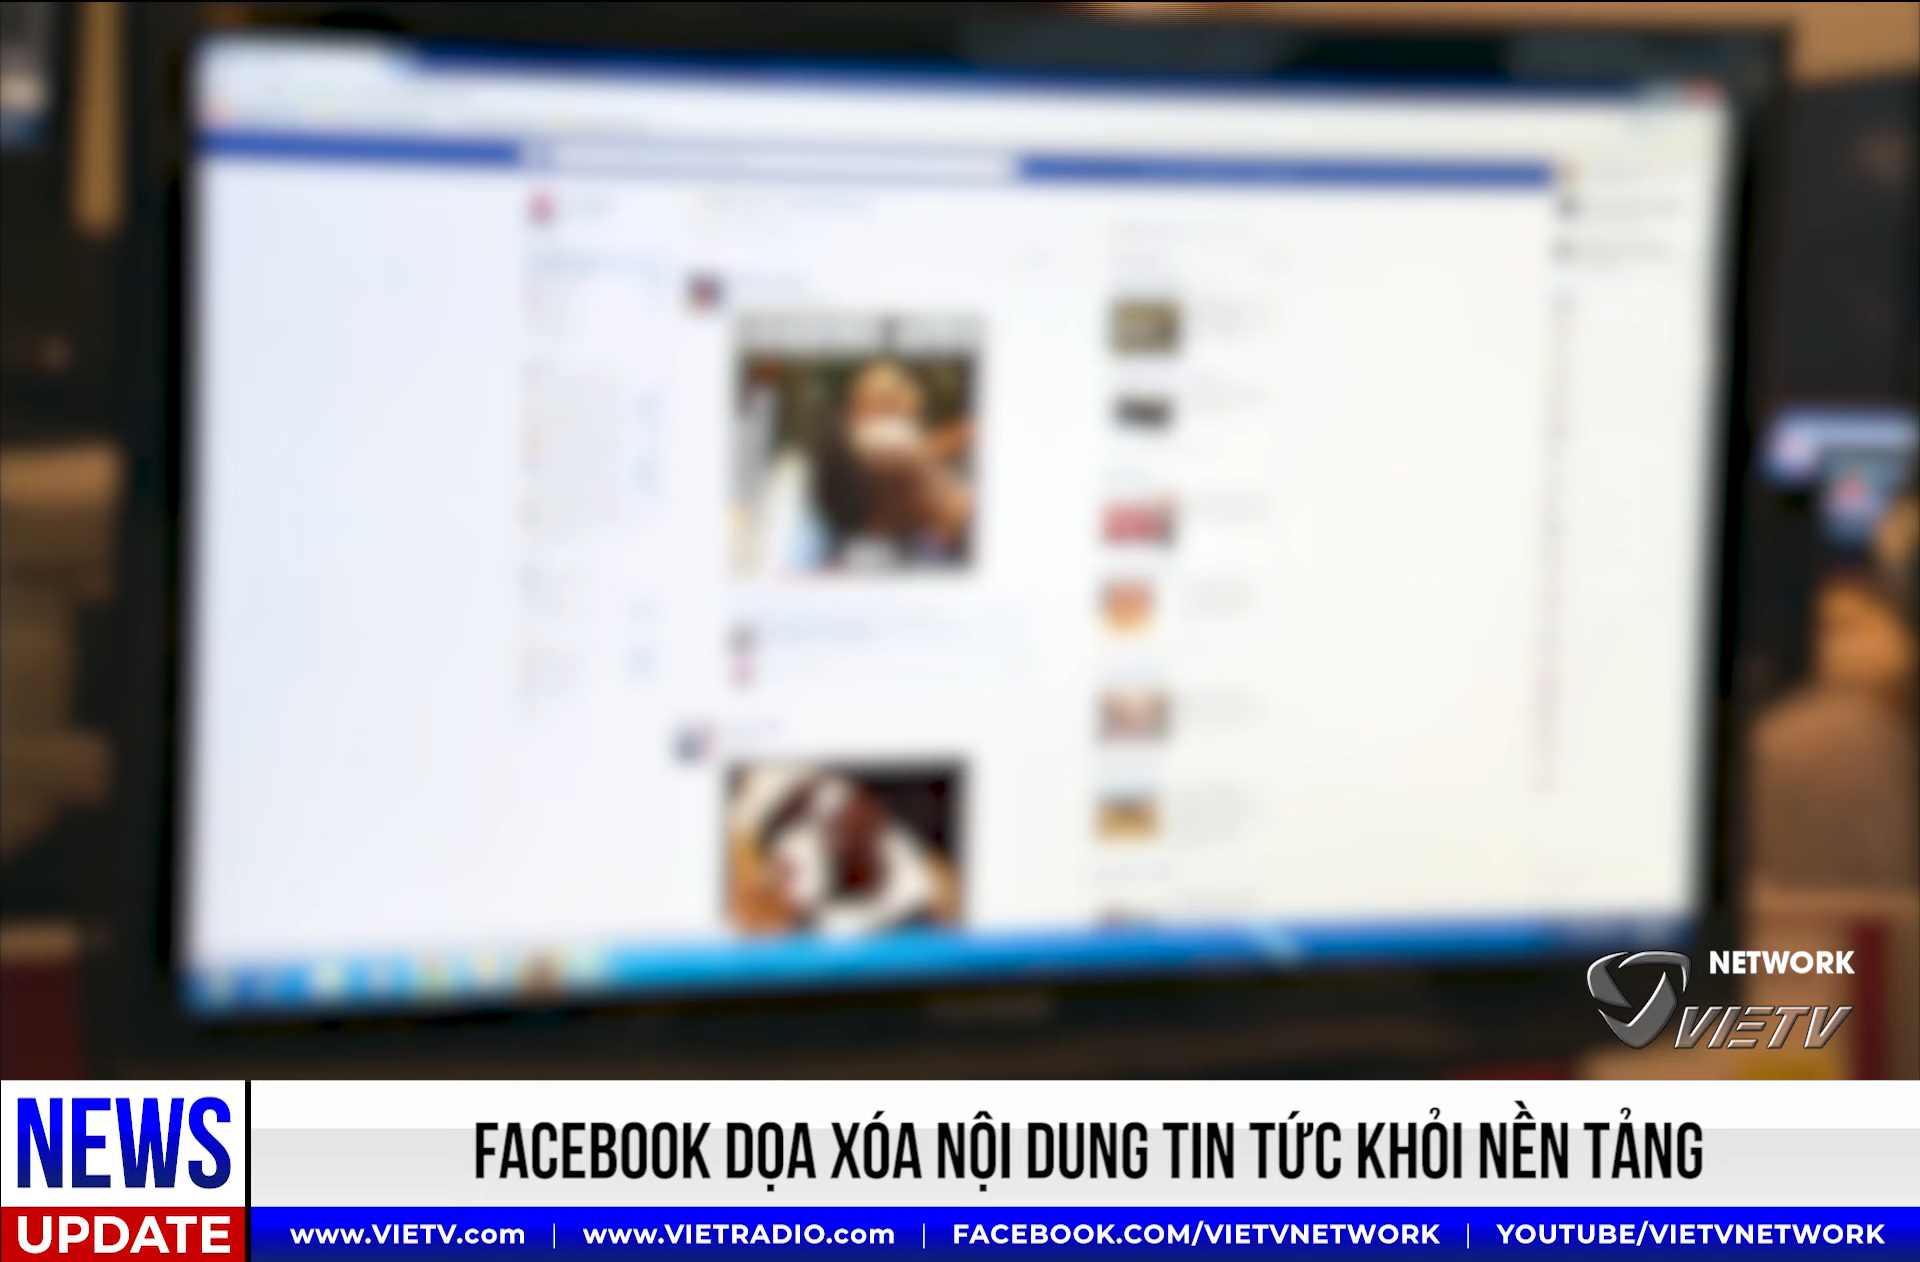 NETWORK
VIETV
NEWS
UPDATE
FACEBOOK DỌA XÓA NỘI DUNG TIN TỨC KHỎI NỀN TẢNG
www.VIETV.com | www.VIETRADIO.com | FACEBOOK.COM/VIETVNETWORK | YOUTUBE/VIETVNETWORK